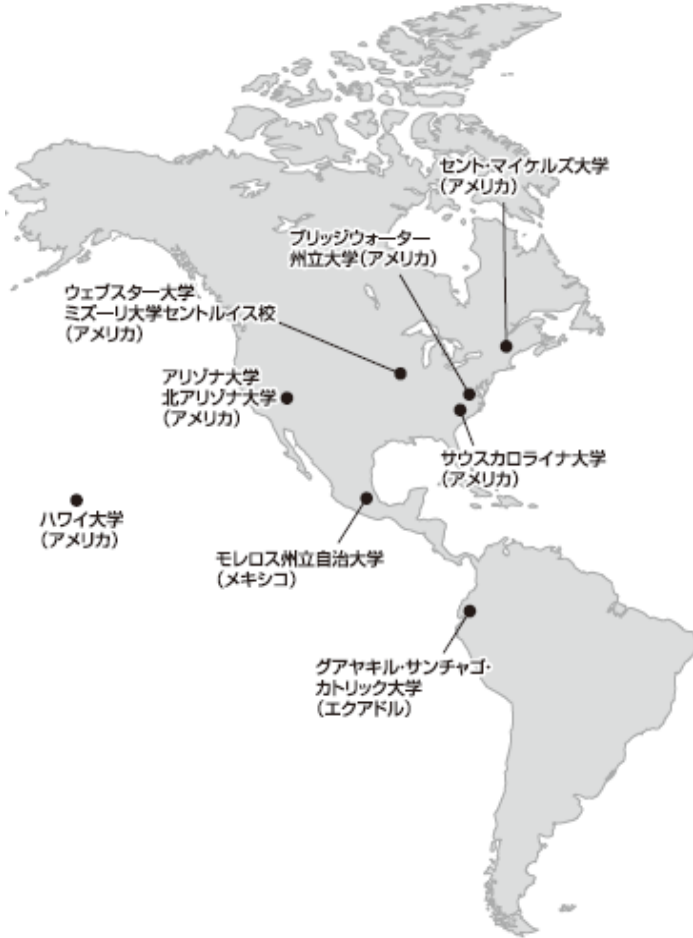 セント・マイケルズ大学
(アメリカ)
ブリッジウォーター
州立大学(アメリカ)
ウェブスター大学
ミズーリ大学セントルイス校
(アメリカ)
アリゾナ大学
北アリゾナ大学
(アメリカ)
サウスカロライナ大学
(アメリカ)
ハワイ大学
(アメリカ)
モレロス州立自治大学
(メキシコ)
グアヤキル・サンチャゴ・
カトリック大学
(エクアドル)